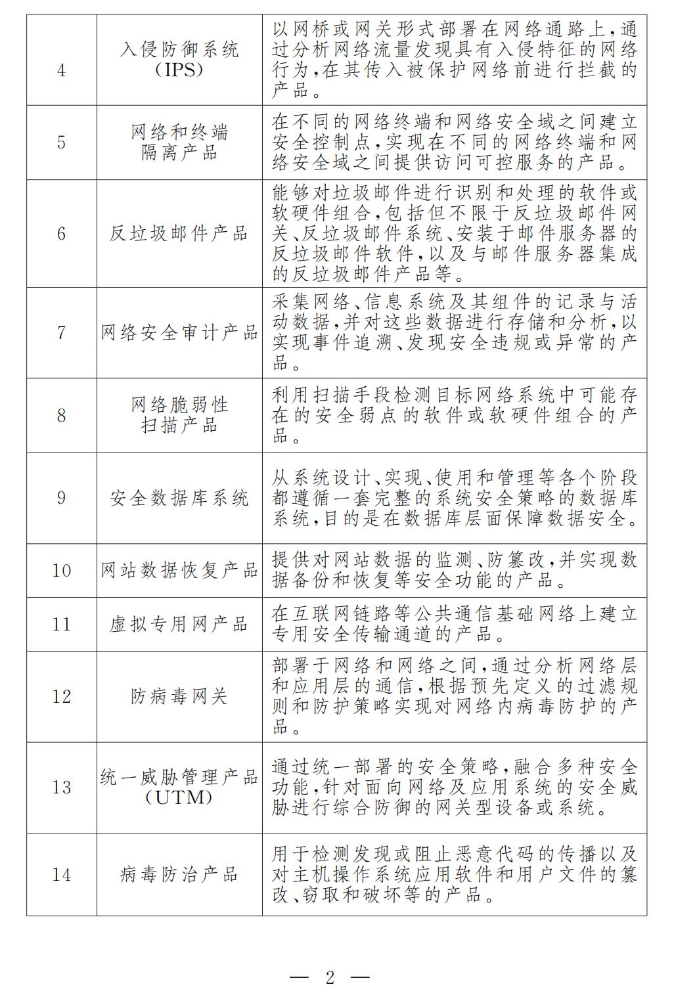 4
入侵防御系统
（IPS）
以网桥或网关形式部署在网络通路上，通
过分析网络流量发现具有入侵特征的网络
行为，在其传入被保护网络前进行拦截的
产品。
5
网络和终端
隔离产品
在不同的网络终端和网络安全域之间建立
安全控制点，实现在不同的网络终端和网
络安全域之间提供访问可控服务的产品。
6
反垃圾邮件产品
能够对垃圾邮件进行识别和处理的软件或
软硬件组合，包括但不限于反垃圾邮件网
关、反垃圾邮件系统、安装于邮件服务器的
反垃圾邮件软件，以及与邮件服务器集成
的反垃圾邮件产品等。
7
网络安全审计产品
采集网络、信息系统及其组件的记录与活
动数据，并对这些数据进行存储和分析，以
实现事件追溯、发现安全违规或异常的产
品。
8
网络脆弱性
扫描产品
利用扫描手段检测目标网络系统中可能存
在的安全弱点的软件或软硬件组合的产
品。
9
安全数据库系统
从系统设计、实现、使用和管理等各个阶段
都遵循一套完整的系统安全策略的数据库
系统，目的是在数据库层面保障数据安全。
10
网站数据恢复产品
提供对网站数据的监测、防篡改，并实现数
据备份和恢复等安全功能的产品。
11
虚拟专用网产品
在互联网链路等公共通信基础网络上建立
专用安全传输通道的产品。
12
防病毒网关
部署于网络和网络之间，通过分析网络层
和应用层的通信，根据预先定义的过滤规
则和防护策略实现对网络内病毒防护的产
品。
13
统一威胁管理产品
（UTM）
通过统一部署的安全策略，融合多种安全
功能，针对面向网络及应用系统的安全威
胁进行综合防御的网关型设备或系统。
14
病毒防治产品
用于检测发现或阻止恶意代码的传播以及
对主机操作系统应用软件和用户文件的篡
改、窃取和破坏等的产品。
— 2 —